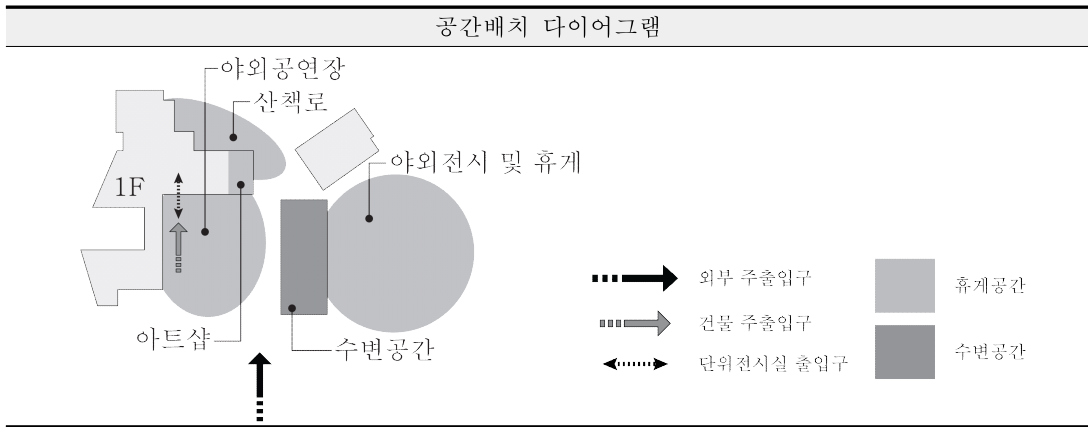 공간배치 다이어그램
야외공연장
산책로
야외전시 및 휴게
1F
아트샵
수변공간
외부 주출입구
건물 주출입구
단위전시실 출입구
휴게공간
수변공간